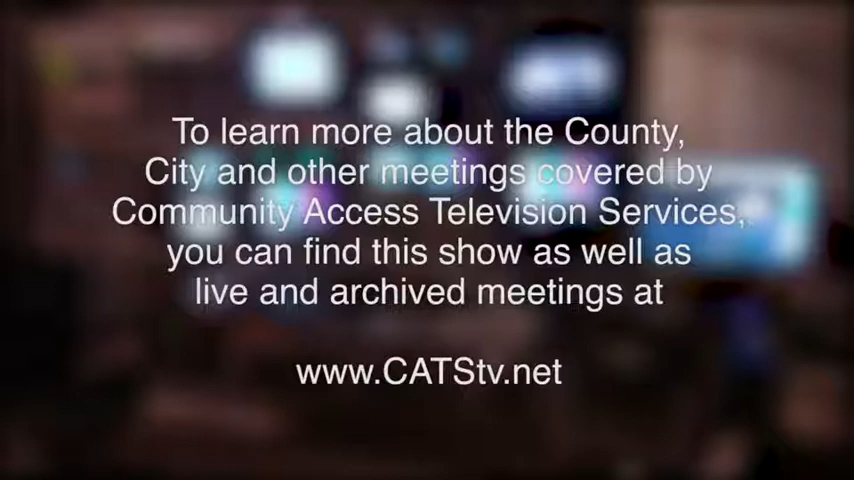 To learn more about the County,
City and other meetings covered by
Community Access Television Services,
you can find this show as well as
live and archived meetings at
www.CATStv.net